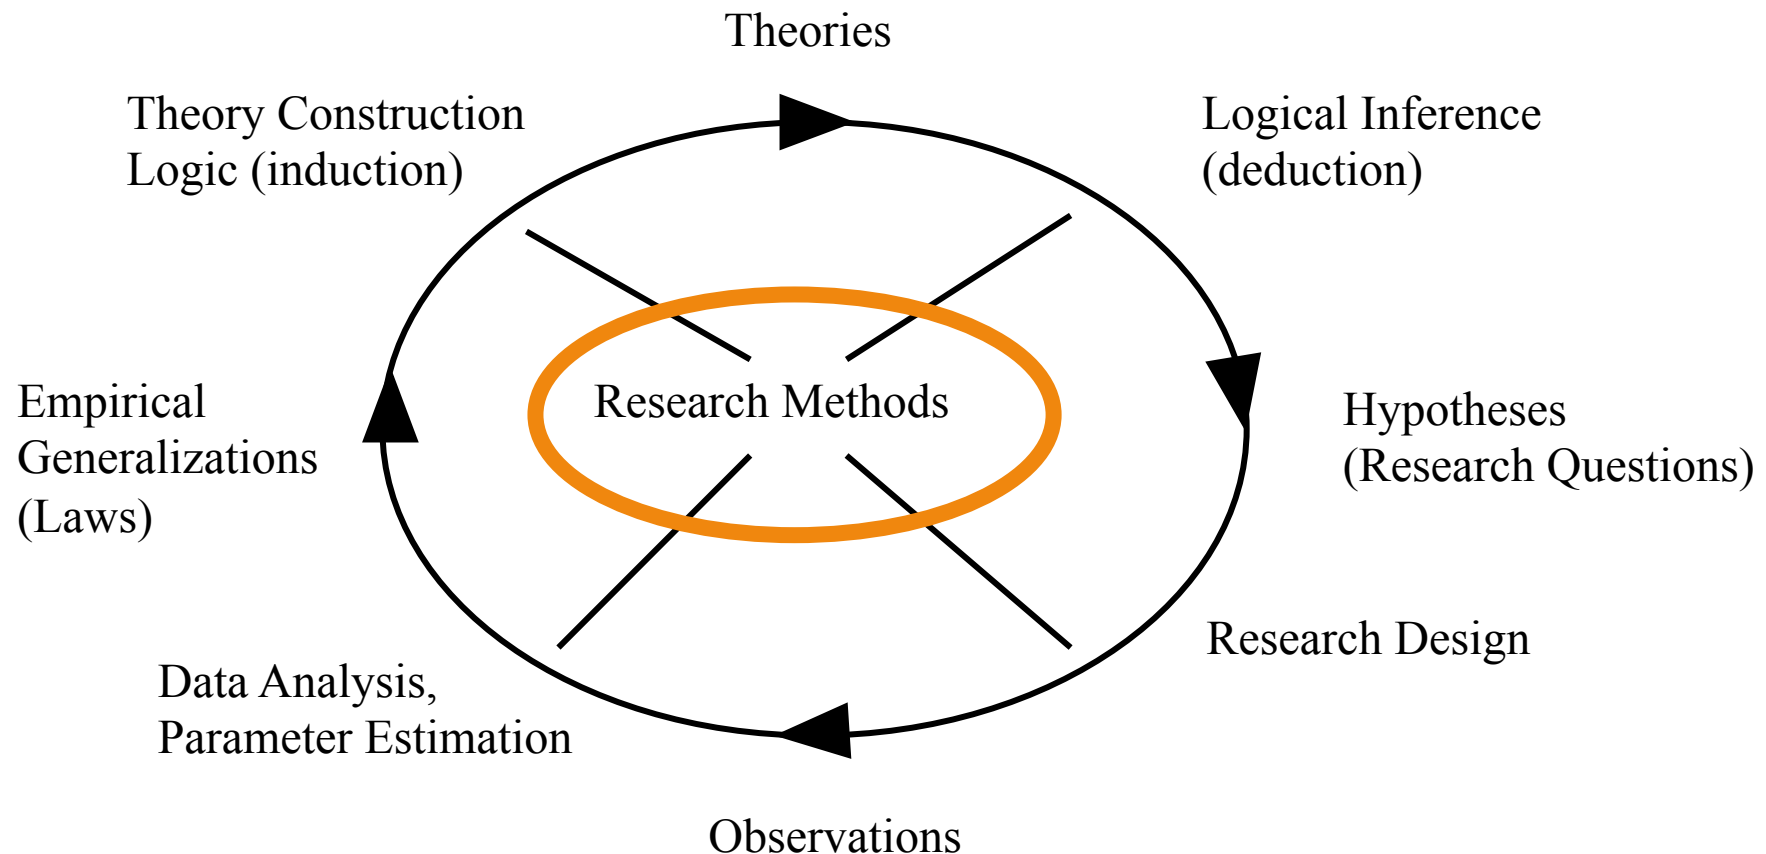 Theories
Theory Construction
Logic (induction)
Logical Inference
(deduction)
Empirical
Generalizations
(Laws)
Research Methods
Hypotheses
(Research Questions)
Research Design
Data Analysis,
Parameter Estimation
Observations